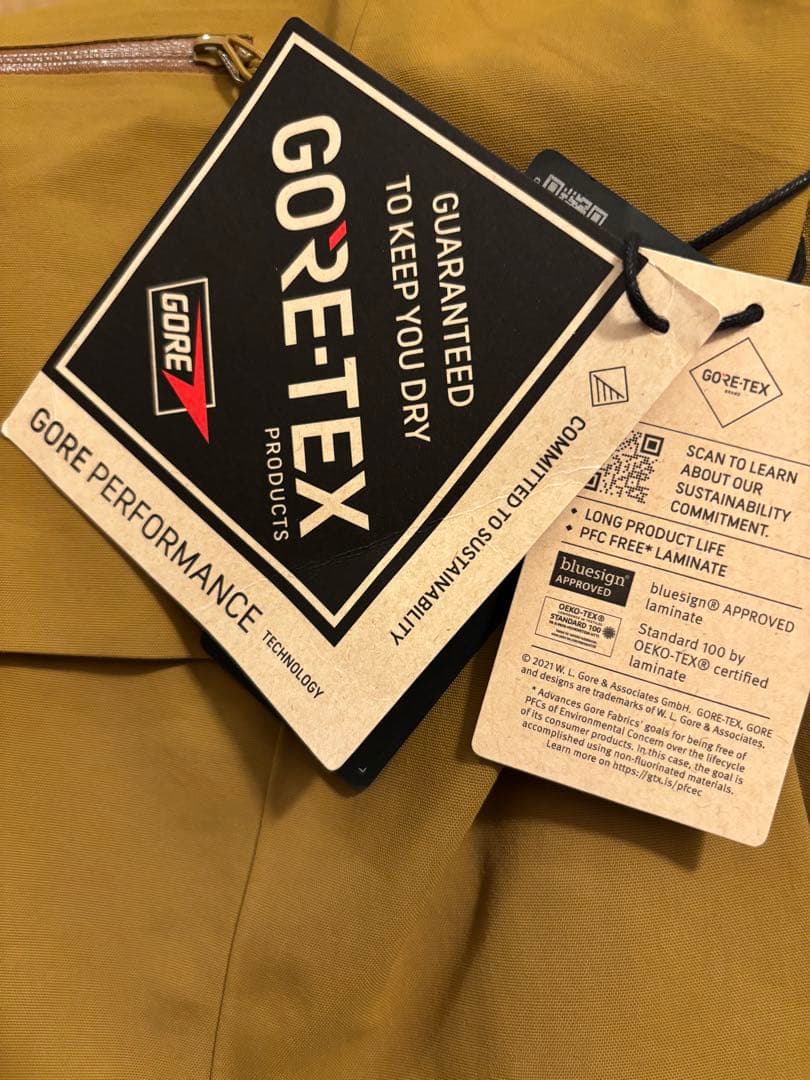 GUARANTEED
TO KEEP YOU DRY
GORE-TEX
PRODUCTS
GORE
GORE PERFORMANCE TECHNOLOGY
COMMITTED TO SUSTAINABILITY
GORE-TEX
BRAND
SCAN TO LEARN
ABOUT OUR
SUSTAINABILITY
COMMITMENT.
• LONG PRODUCT LIFE
• PFC FREE* LAMINATE
bluesign®
APPROVED
bluesign® APPROVED
laminate
OEKO-TEX®
STANDARD 100
Standard 100 by
OEKO-TEX® certified
laminate
© 2021 W. L. Gore & Associates GmbH. GORE-TEX, GORE
and designs are trademarks of W. L. Gore & Associates.
* Advances Gore Fabrics' goals for being free of
PFCs of Environmental Concern over the lifecycle
of its consumer products. In this case, the goal is
accomplished using non-fluorinated materials.
Learn more on https://gtx.is/pfcec